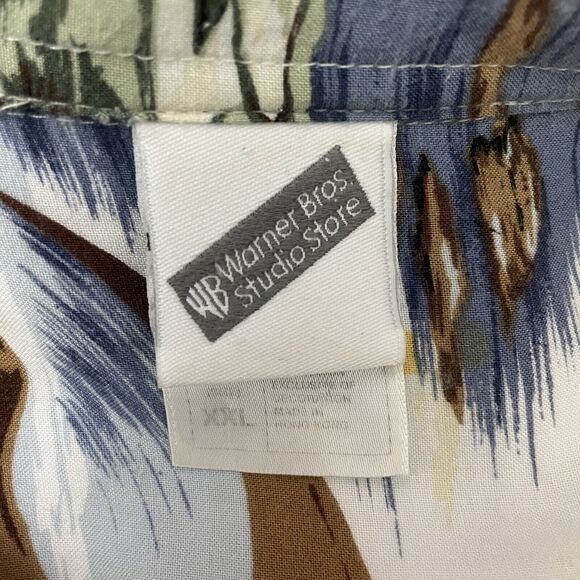 WB Warner Bros.
Studio Store
XXL
EXCLUSIVE OF
DECORATION
MADE IN
HONG KONG